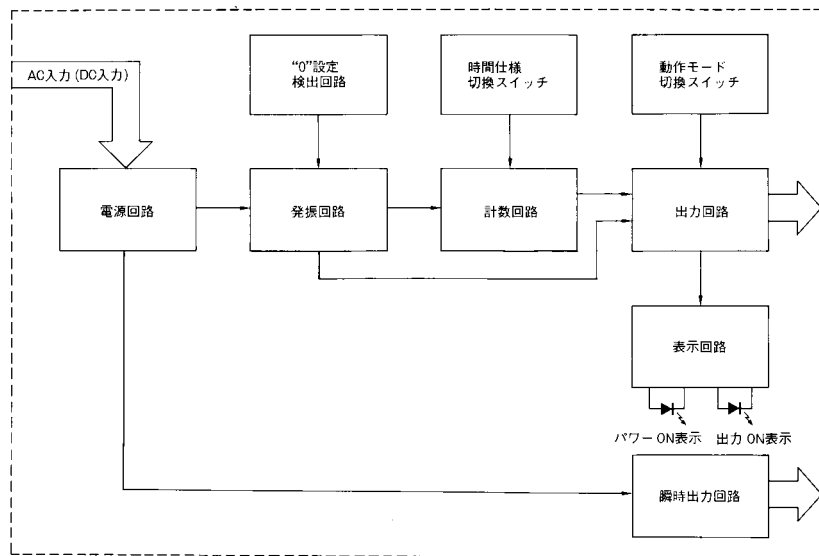 AC入力(DC入力)
“0”設定
検出回路
時間仕様
切換スイッチ
動作モード
切換スイッチ
電源回路
発振回路
計数回路
出力回路
表示回路
パワーON表示
出力ON表示
瞬時出力回路